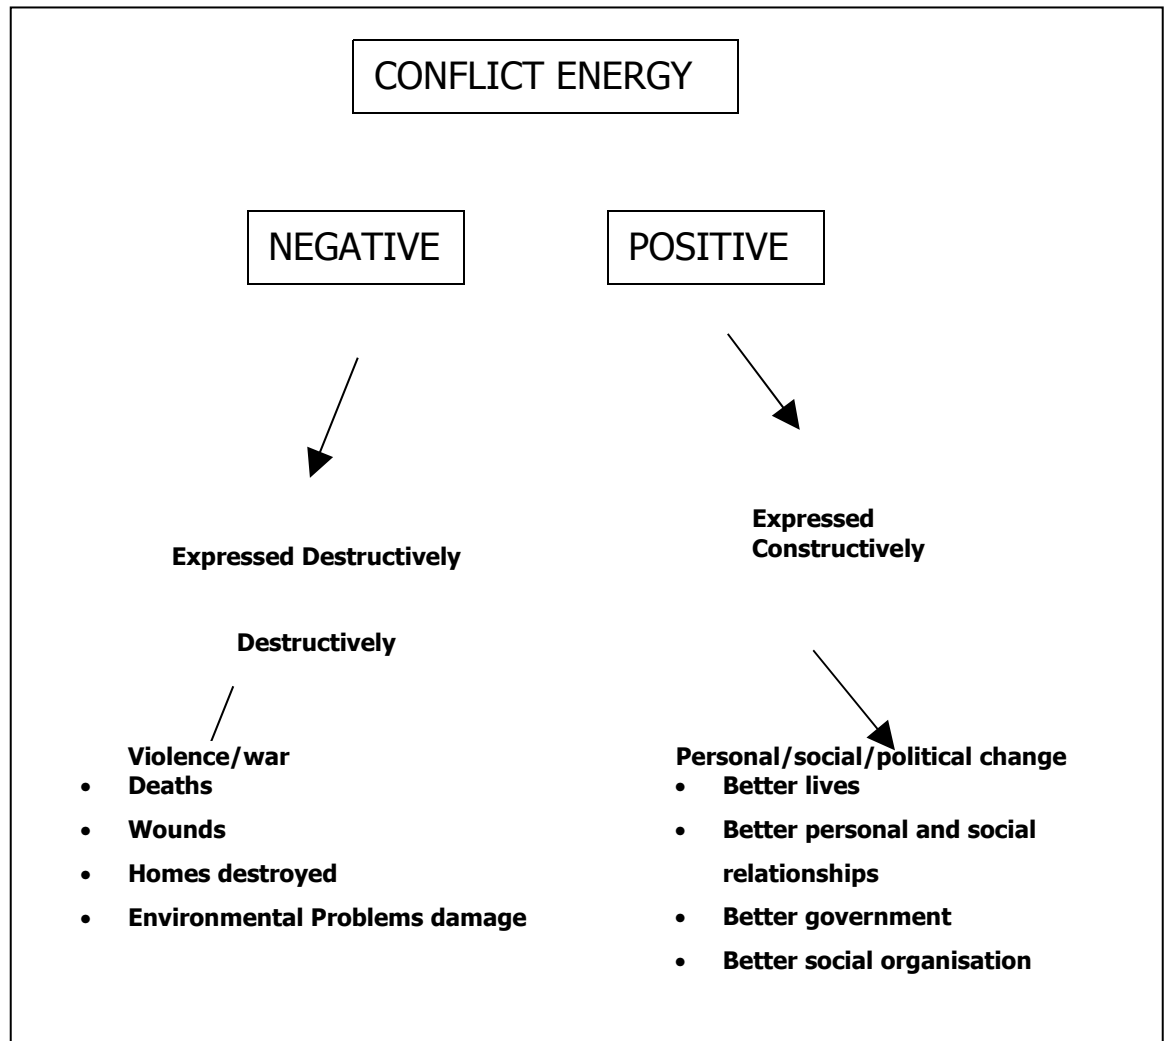 CONFLICT ENERGY
NEGATIVE
POSITIVE
Expressed Destructively
Destructively
Violence/war
• Deaths
• Wounds
• Homes destroyed
• Environmental Problems damage
Expressed
Constructively
Personal/social/political change
• Better lives
• Better personal and social
relationships
• Better government
• Better social organisation